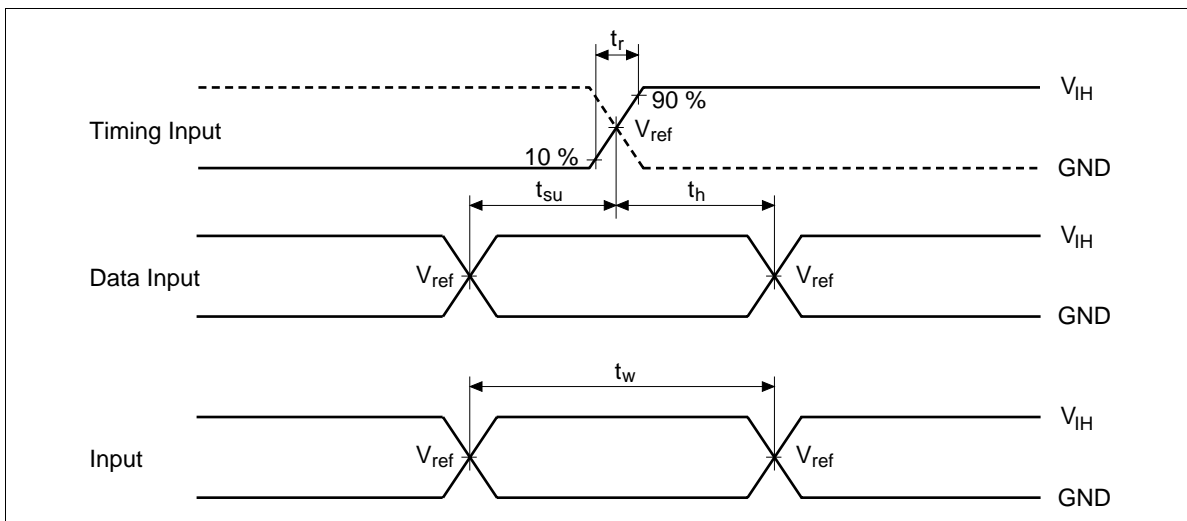 t_r
V_IH
90 %
Timing Input
V_ref
10 %
GND
t_su
t_h
V_IH
Data Input
V_ref
V_ref
GND
t_w
V_IH
Input
V_ref
V_ref
GND